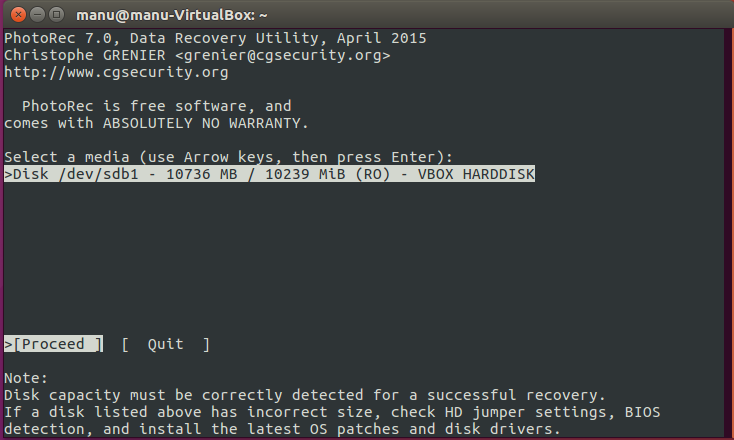 manu@manu-VirtualBox: ~
PhotoRec 7.0, Data Recovery Utility, April 2015
Christophe GRENIER <grenier@cgsecurity.org>
http://www.cgsecurity.org
PhotoRec is free software, and
comes with ABSOLUTELY NO WARRANTY.
Select a media (use Arrow keys, then press Enter):
>Disk /dev/sdb1 - 10736 MB / 10239 MiB (RO) - VBOX HARDDISK
>[Proceed ]  [  Quit  ]
Note:
Disk capacity must be correctly detected for a successful recovery.
If a disk listed above has incorrect size, check HD jumper settings, BIOS
detection, and install the latest OS patches and disk drivers.